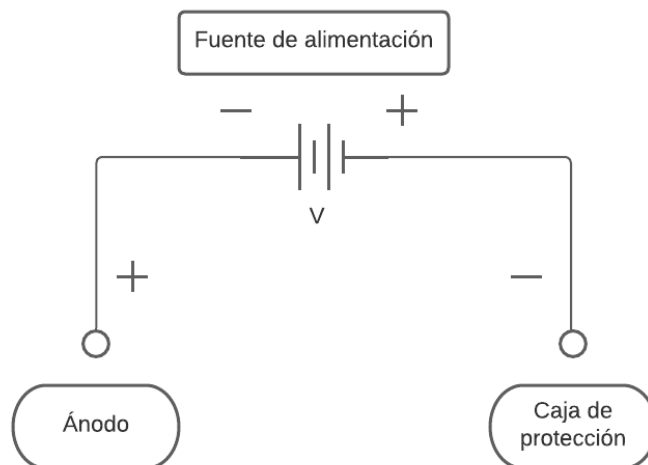 Fuente de alimentación
− +
V
+ −
Ánodo
Caja de
protección